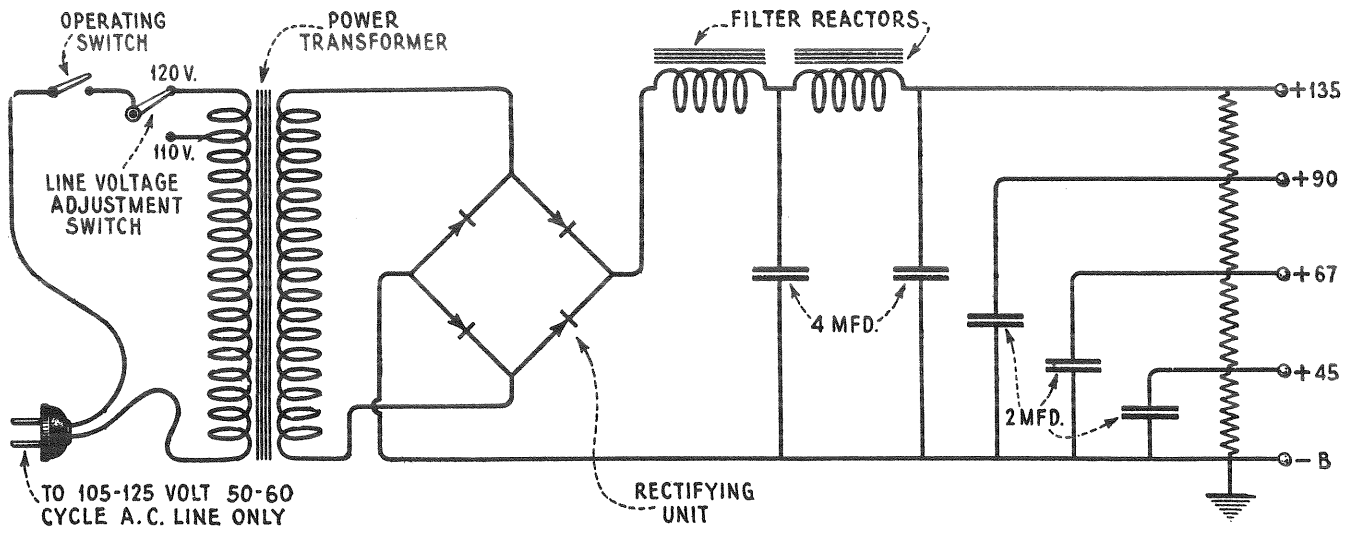 OPERATING
SWITCH
POWER
TRANSFORMER
FILTER REACTORS
120 V.
110 V.
LINE VOLTAGE
ADJUSTMENT
SWITCH
+135
+90
+67
+45
- B
4 MFD.
2 MFD.
RECTIFYING
UNIT
TO 105-125 VOLT 50-60
CYCLE A.C. LINE ONLY